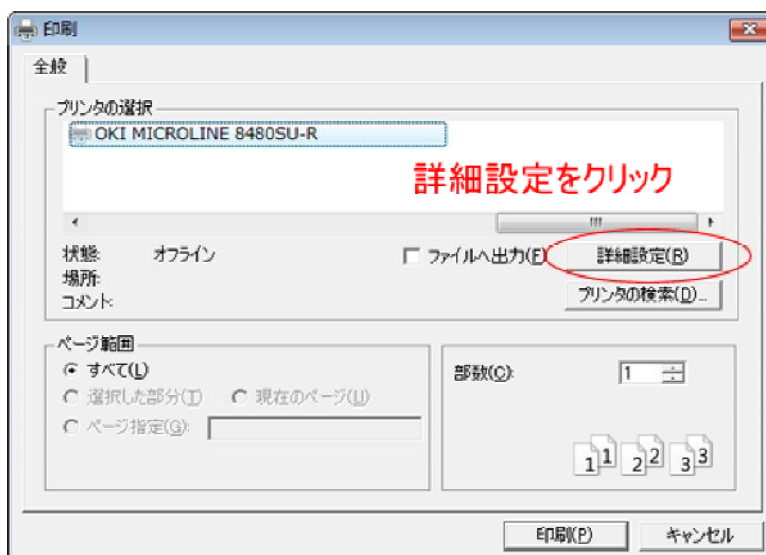 印刷
全般
プリンタの選択
OKI MICROLINE 8480SU-R
詳細設定をクリック
状態: オフライン
ファイルへ出力(F)
詳細設定(R)
場所:
コメント:
プリンタの検索(D)...
ページ範囲
すべて(L)
選択した部分(T) 現在のページ(U)
ページ指定(G):
部数(C): 1
1 1 2 2 3 3
印刷(P) キャンセル